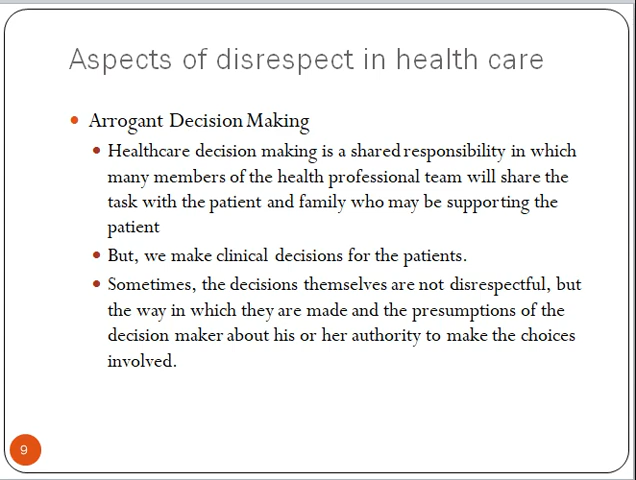 Aspects of disrespect in health care
Arrogant Decision Making
Healthcare decision making is a shared responsibility in which
many members of the health professional team will share the
task with the patient and family who may be supporting the
patient
But, we make clinical decisions for the patients.
Sometimes, the decisions themselves are not disrespectful, but
the way in which they are made and the presumptions of the
decision maker about his or her authority to make the choices
involved.
9